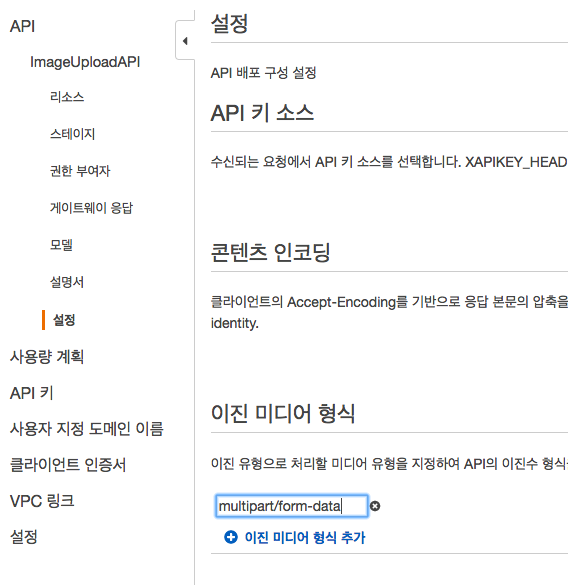 API
ImageUploadAPI
리소스
스테이지
권한 부여자
게이트웨이 응답
모델
설명서
설정
사용량 계획
API 키
사용자 지정 도메인 이름
클라이언트 인증서
VPC 링크
설정
설정
API 배포 구성 설정
API 키 소스
수신되는 요청에서 API 키 소스를 선택합니다. XAPIKEY_HEAD
콘텐츠 인코딩
클라이언트의 Accept-Encoding를 기반으로 응답 본문의 압축을
identity.
이진 미디어 형식
이진 유형으로 처리할 미디어 유형을 지정하여 API의 이진수 형식
multipart/form-data
이진 미디어 형식 추가